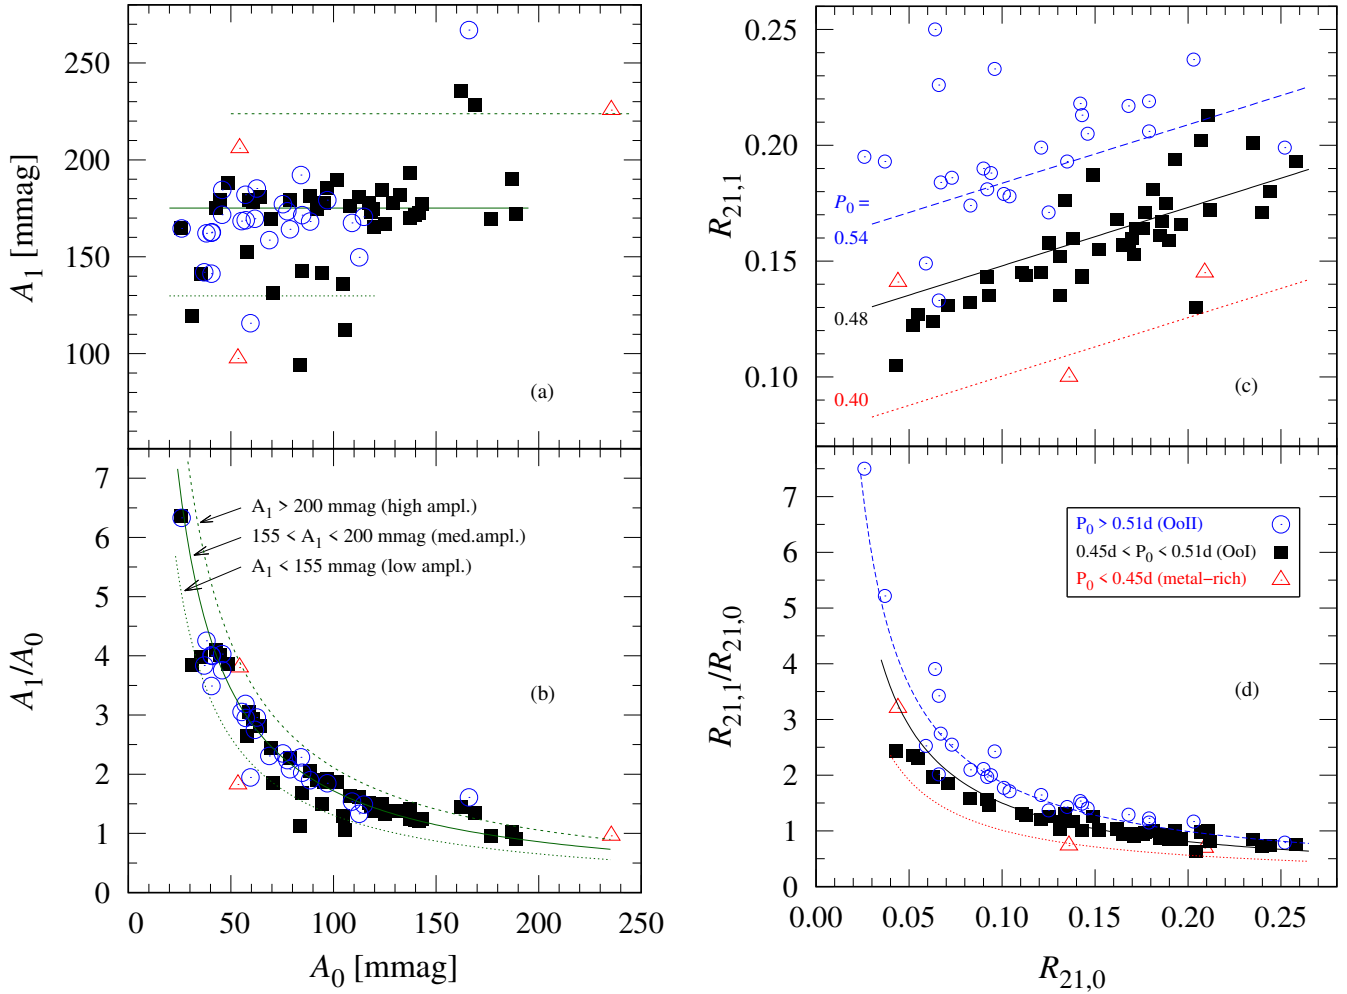 250
200
150
100
A1 [mmag]
(a)
7
6
5
4
3
2
1
0
A1/A0
A1 > 200 mmag (high ampl.)
155 < A1 < 200 mmag (med.ampl.)
A1 < 155 mmag (low ampl.)
(b)
0 50 100 150 200 250
A0 [mmag]
0.25
0.20
0.15
0.10
R21,1
P0 =
0.54
0.48
0.40
(c)
7
6
5
4
3
2
1
0
R21,1/R21,0
P0 > 0.51d (OoII)
0.45d < P0 < 0.51d (OoI)
P0 < 0.45d (metal−rich)
(d)
0.00 0.05 0.10 0.15 0.20 0.25
R21,0